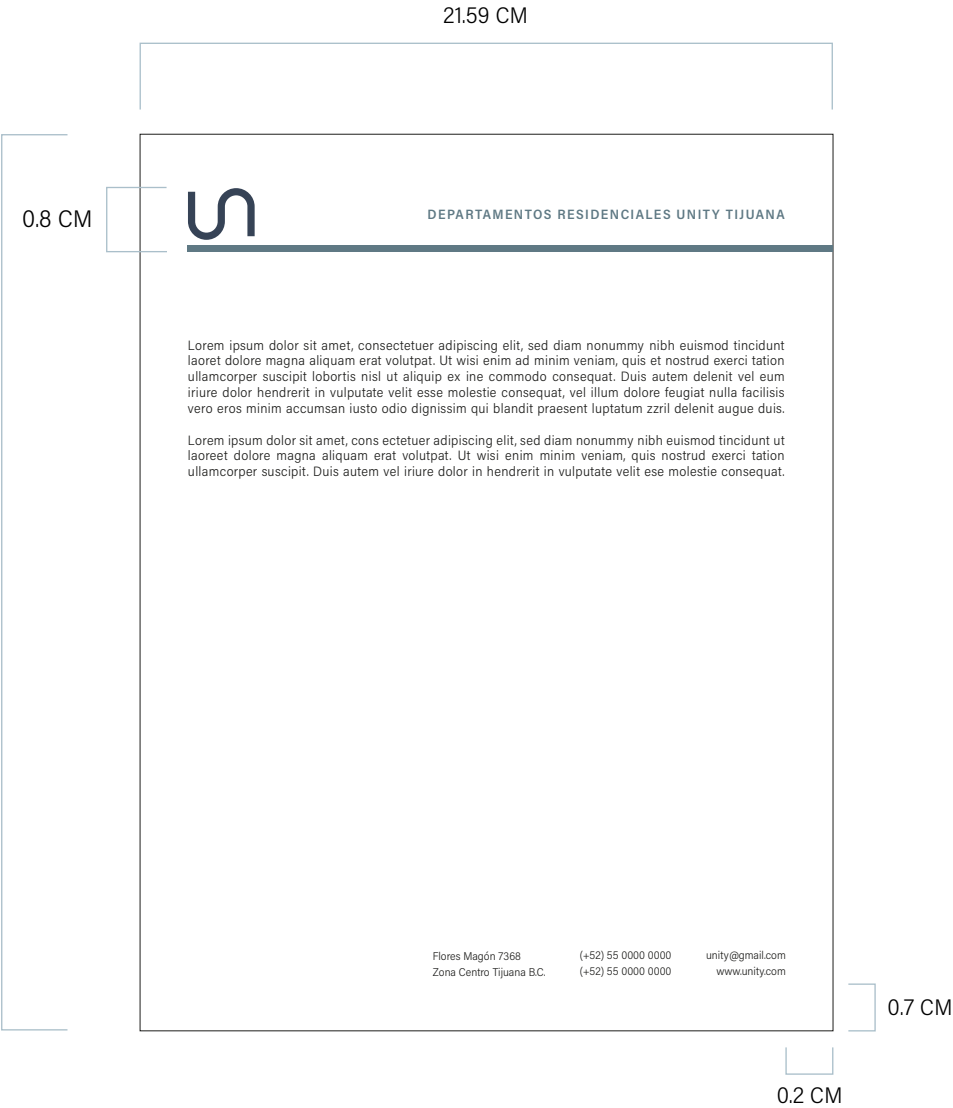 21.59 CM
0.8 CM
DEPARTAMENTOS RESIDENCIALES UNITY TIJUANA
Lorem ipsum dolor sit amet, consectetuer adipiscing elit, sed diam nonummy nibh euismod tincidunt
laoret dolore magna aliquam erat volutpat. Ut wisi enim ad minim veniam, quis et nostrud exerci tation
ullamcorper suscipit lobortis nisl ut aliquip ex ine commodo consequat. Duis autem delenit vel eum
iriure dolor hendrerit in vulputate velit esse molestie consequat, vel illum dolore feugiat nulla facilisis
vero eros minim accumsan iusto odio dignissim qui blandit praesent luptatum zzril delenit augue duis.
Lorem ipsum dolor sit amet, cons ectetuer adipiscing elit, sed diam nonummy nibh euismod tincidunt ut
laoreet dolore magna aliquam erat volutpat. Ut wisi enim minim veniam, quis nostrud exerci tation
ullamcorper suscipit. Duis autem vel iriure dolor in hendrerit in vulputate velit ese molestie consequat.
Flores Magón 7368
Zona Centro Tijuana B.C.
(+52) 55 0000 0000
(+52) 55 0000 0000
unity@gmail.com
www.unity.com
0.7 CM
0.2 CM